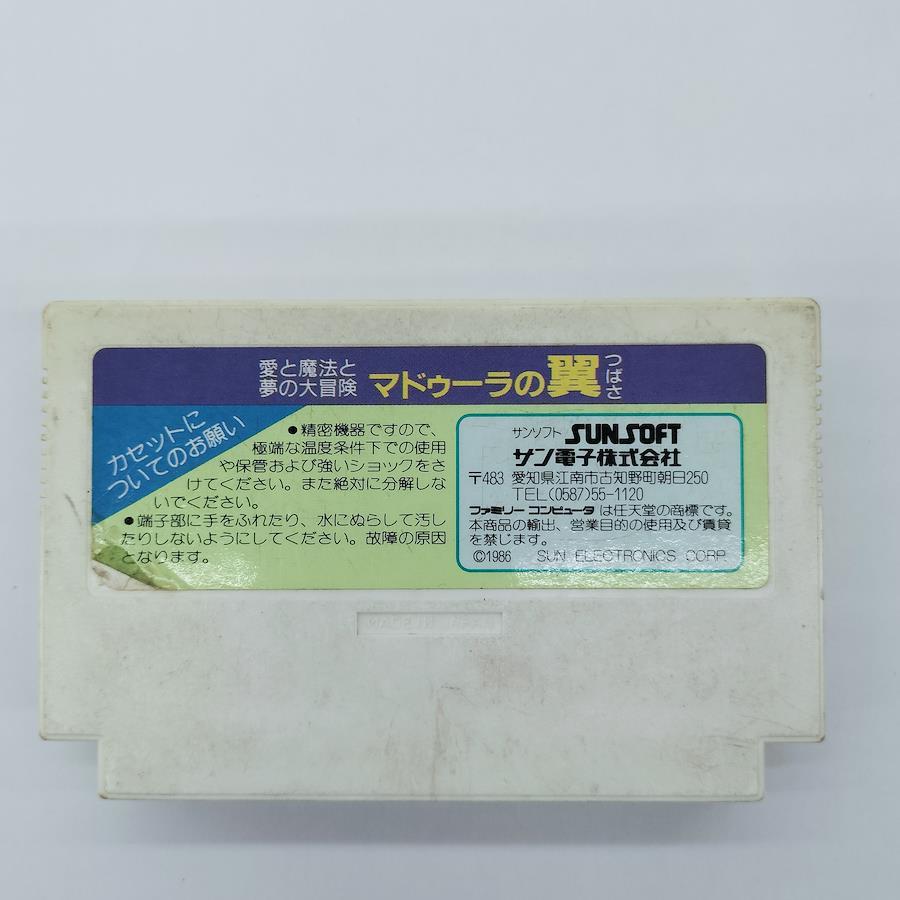 愛と魔法と
夢の大冒険
マドゥーラの翼
つばさ
カセットに
ついてのお願い
●精密機器ですので、
極端な温度条件下での使用
や保管および強いショックをさ
けてください。また絶対に分解しな
いでください。
●端子部に手をふれたり、水にぬらして汚し
たりしないようにしてください。故障の原因
となります。
サンソフト SUNSOFT
サン電子株式会社
〒483 愛知県江南市古知野町朝日250
TEL(0587)55-1120
ファミリーコンピュータ は任天堂の商標です。
本商品の輸出、営業目的の使用及び賃貸
を禁じます。
©1986 SUN ELECTRONICS CORP.
MADE IN JAPAN